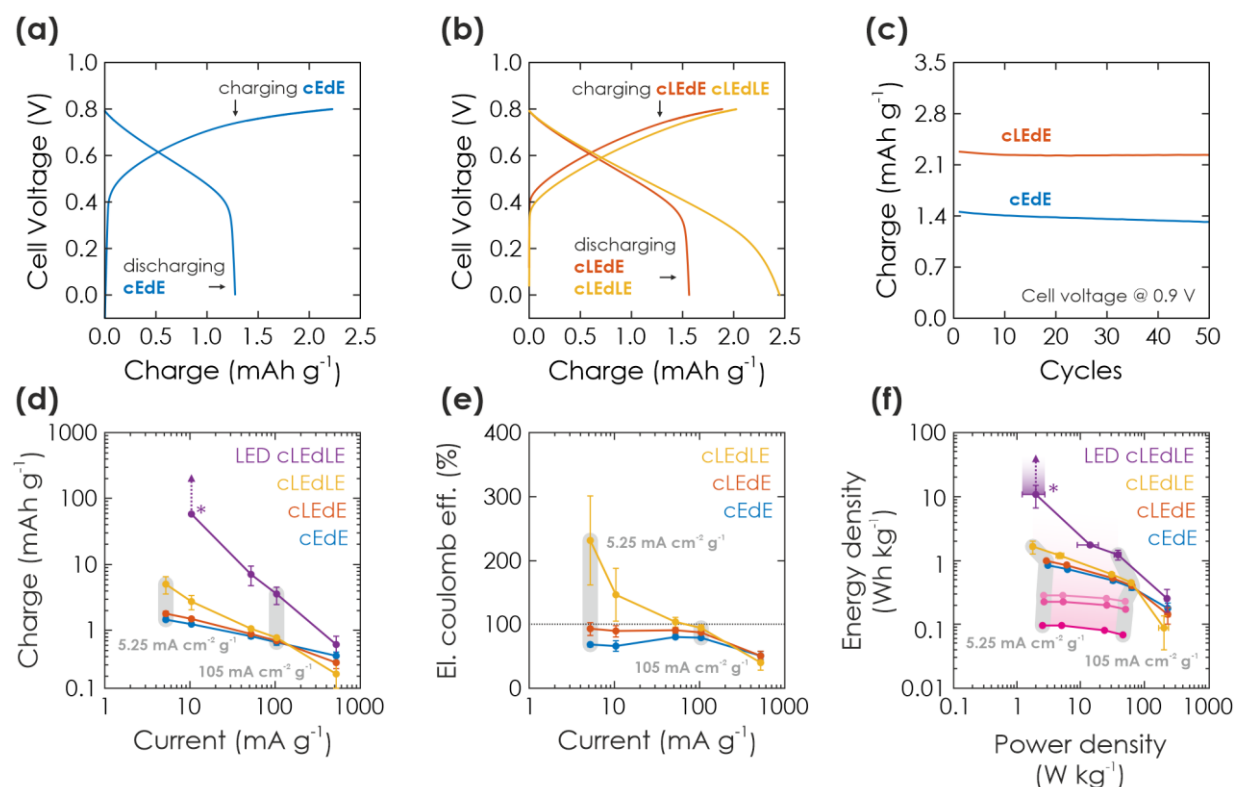 (a)
1.0
0.8
0.6
0.4
0.2
0.0
Cell Voltage (V)
charging cEdE
discharging
cEdE
0.0 0.5 1.0 1.5 2.0 2.5
Charge (mAh g⁻¹)
(b)
1.0
0.8
0.6
0.4
0.2
0.0
Cell Voltage (V)
charging cLEdE cLEdLE
discharging
cLEdE
cLEdLE
0.0 0.5 1.0 1.5 2.0 2.5
Charge (mAh g⁻¹)
(c)
3.5
2.8
2.1
1.4
0.7
0.0
Charge (mAh g⁻¹)
cLEdE
cEdE
Cell voltage @ 0.9 V
0 10 20 30 40 50
Cycles
(d)
1000
100
10
1
0.1
Charge (mAh g⁻¹)
LED cLEdLE
cLEdLE
cLEdE
cEdE
*
5.25 mA cm⁻² g⁻¹
105 mA cm⁻² g⁻¹
1 10 100 1000
Current (mA g⁻¹)
(e)
400
300
200
100
0
El. coulomb eff. (%)
cLEdLE
cLEdE
cEdE
5.25 mA cm⁻² g⁻¹
105 mA cm⁻² g⁻¹
1 10 100 1000
Current (mA g⁻¹)
(f)
100
10
1
0.1
0.01
Energy density
(Wh kg⁻¹)
LED cLEdLE
cLEdLE
cLEdE
cEdE
*
5.25 mA cm⁻² g⁻¹
105 mA cm⁻² g⁻¹
0.1 1 10 100 1000
Power density
(W kg⁻¹)